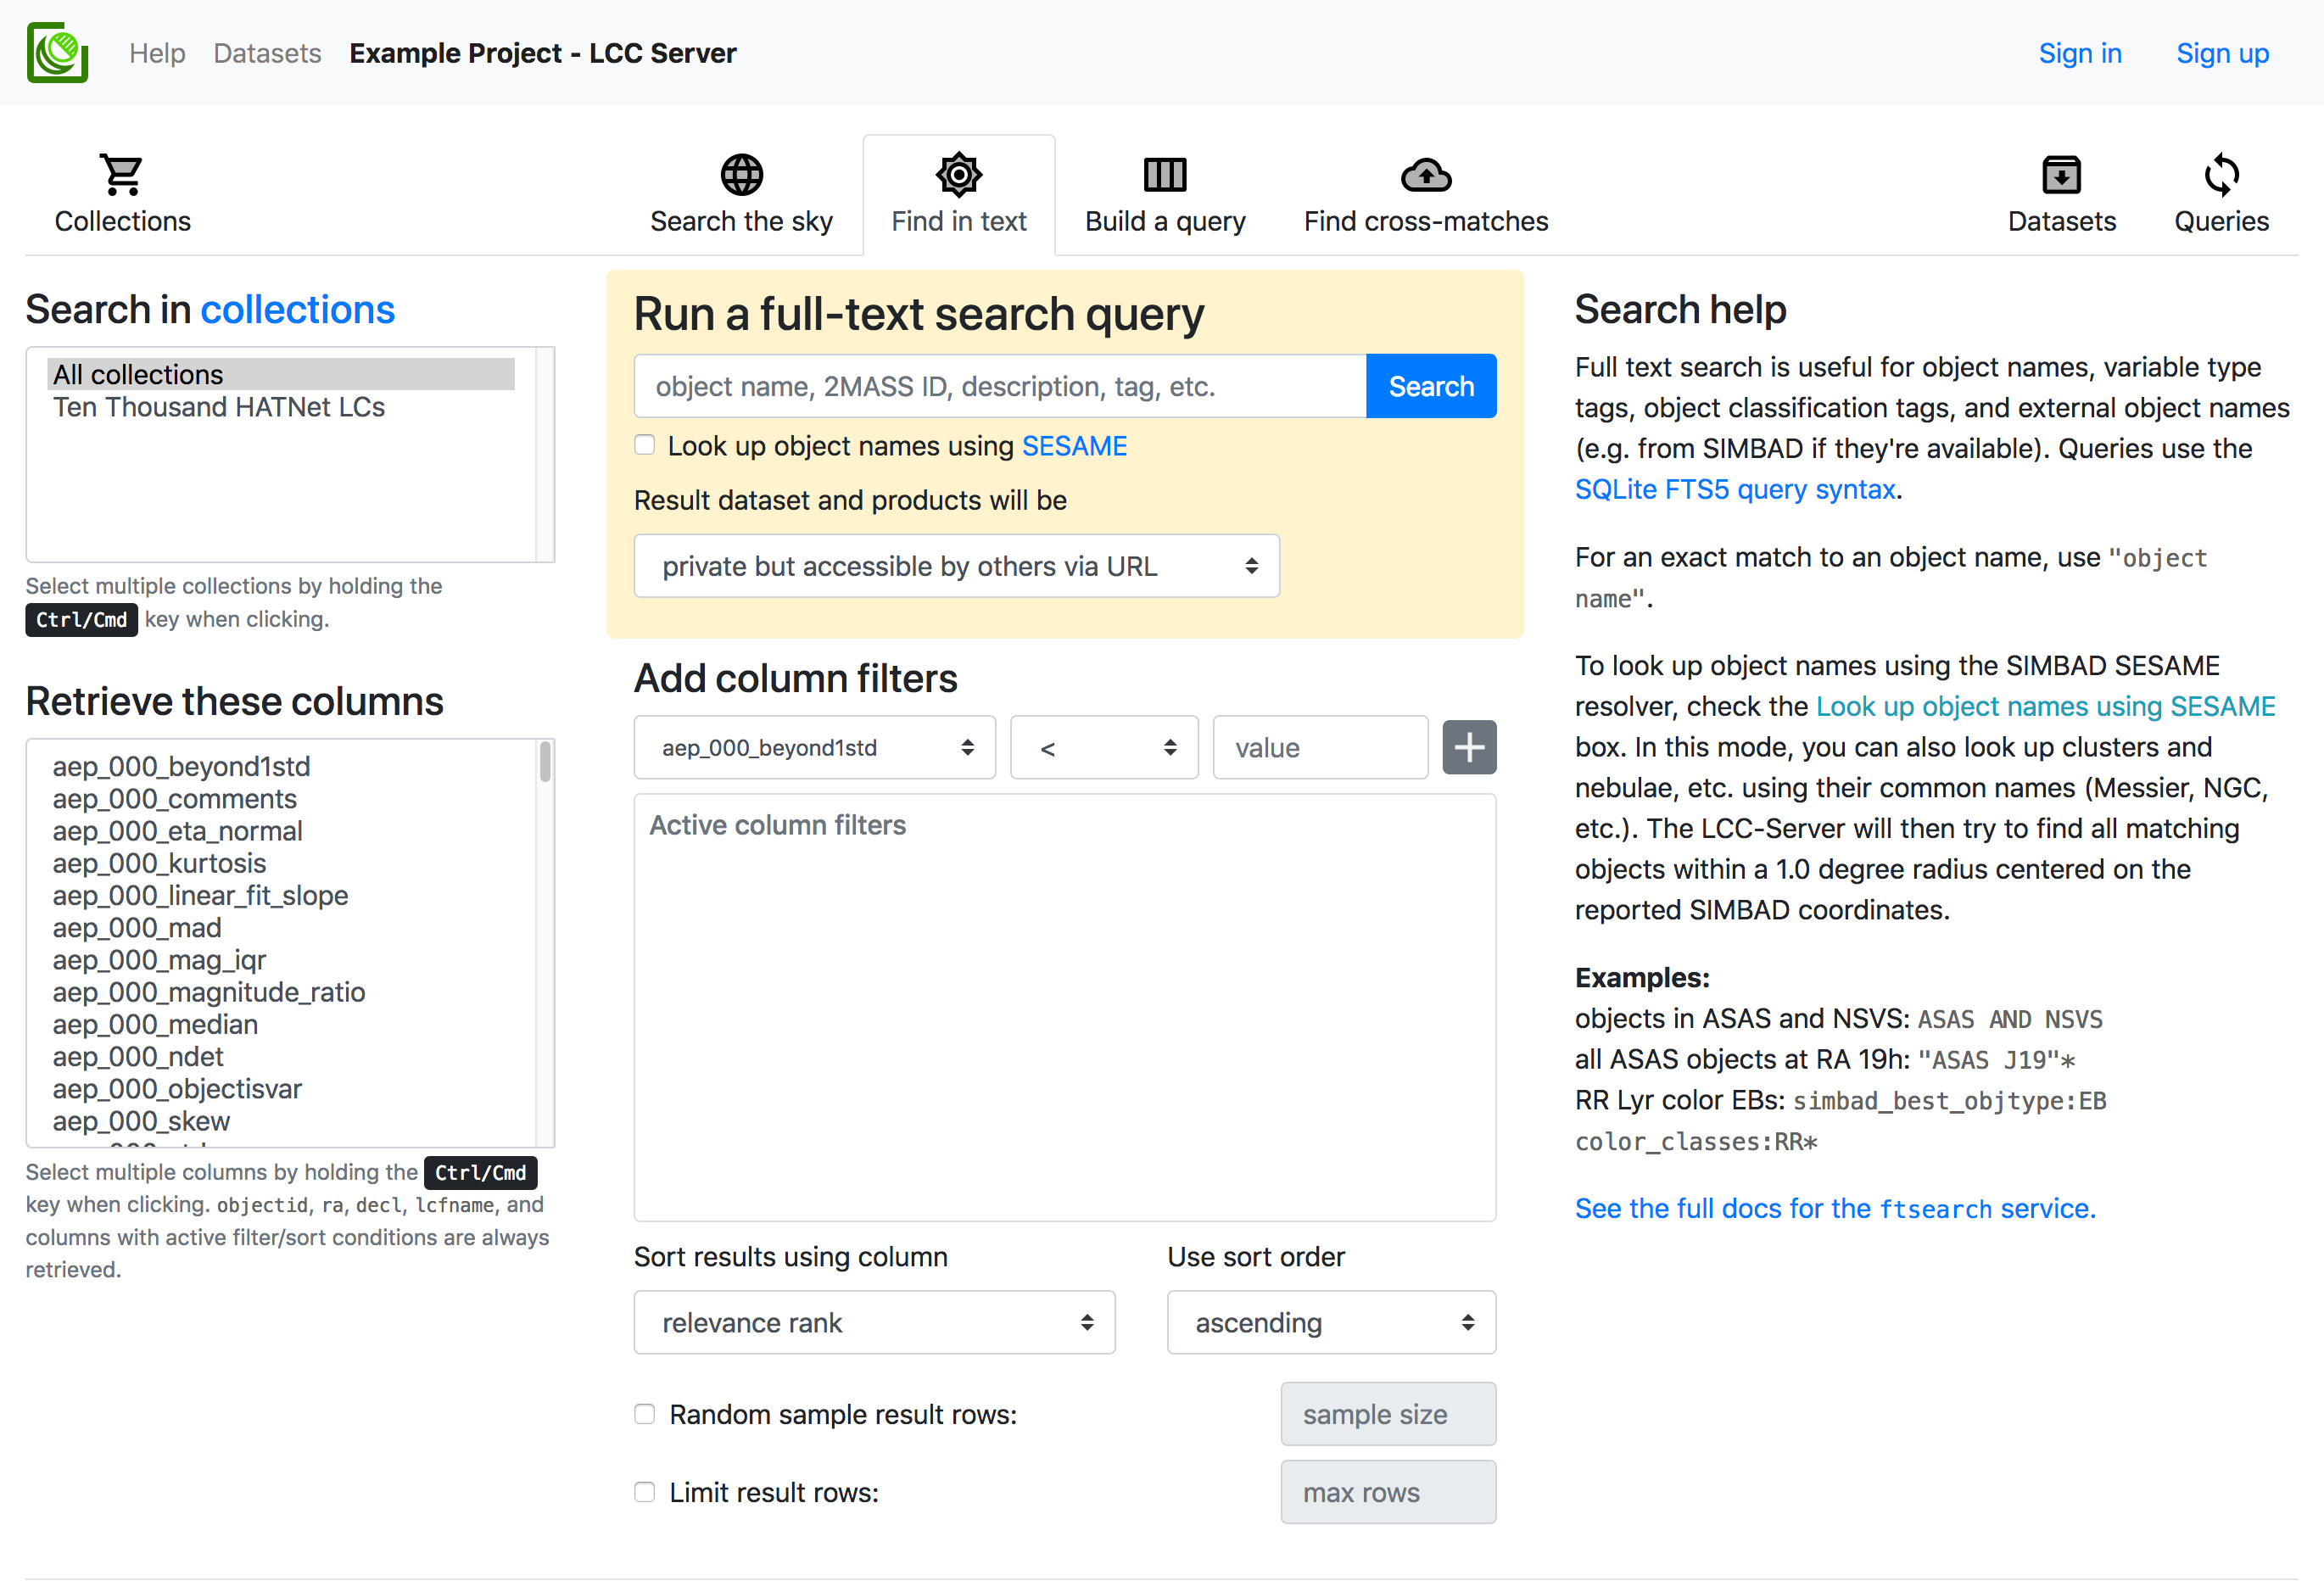 Help Datasets Example Project - LCC Server Sign in Sign up
Collections Search the sky Find in text Build a query Find cross-matches Datasets Queries
Search in collections
All collections
Ten Thousand HATNet LCs
Select multiple collections by holding the
Ctrl/Cmd key when clicking.
Retrieve these columns
aep_000_beyond1std
aep_000_comments
aep_000_eta_normal
aep_000_kurtosis
aep_000_linear_fit_slope
aep_000_mad
aep_000_mag_iqr
aep_000_magnitude_ratio
aep_000_median
aep_000_ndet
aep_000_objectisvar
aep_000_skew
Select multiple columns by holding the Ctrl/Cmd
key when clicking. objectid, ra, decl, lcfname, and
columns with active filter/sort conditions are always
retrieved.
Run a full-text search query
object name, 2MASS ID, description, tag, etc. Search
Look up object names using SESAME
Result dataset and products will be
private but accessible by others via URL
Add column filters
aep_000_beyond1std < value +
Active column filters
Sort results using column Use sort order
relevance rank ascending
Random sample result rows: sample size
Limit result rows: max rows
Search help
Full text search is useful for object names, variable type
tags, object classification tags, and external object names
(e.g. from SIMBAD if they're available). Queries use the
SQLite FTS5 query syntax.
For an exact match to an object name, use "object
name".
To look up object names using the SIMBAD SESAME
resolver, check the Look up object names using SESAME
box. In this mode, you can also look up clusters and
nebulae, etc. using their common names (Messier, NGC,
etc.). The LCC-Server will then try to find all matching
objects within a 1.0 degree radius centered on the
reported SIMBAD coordinates.
Examples:
objects in ASAS and NSVS: ASAS AND NSVS
all ASAS objects at RA 19h: "ASAS J19"*
RR Lyr color EBs: simbad_best_objtype:EB
color_classes:RR*
See the full docs for the ftsearch service.